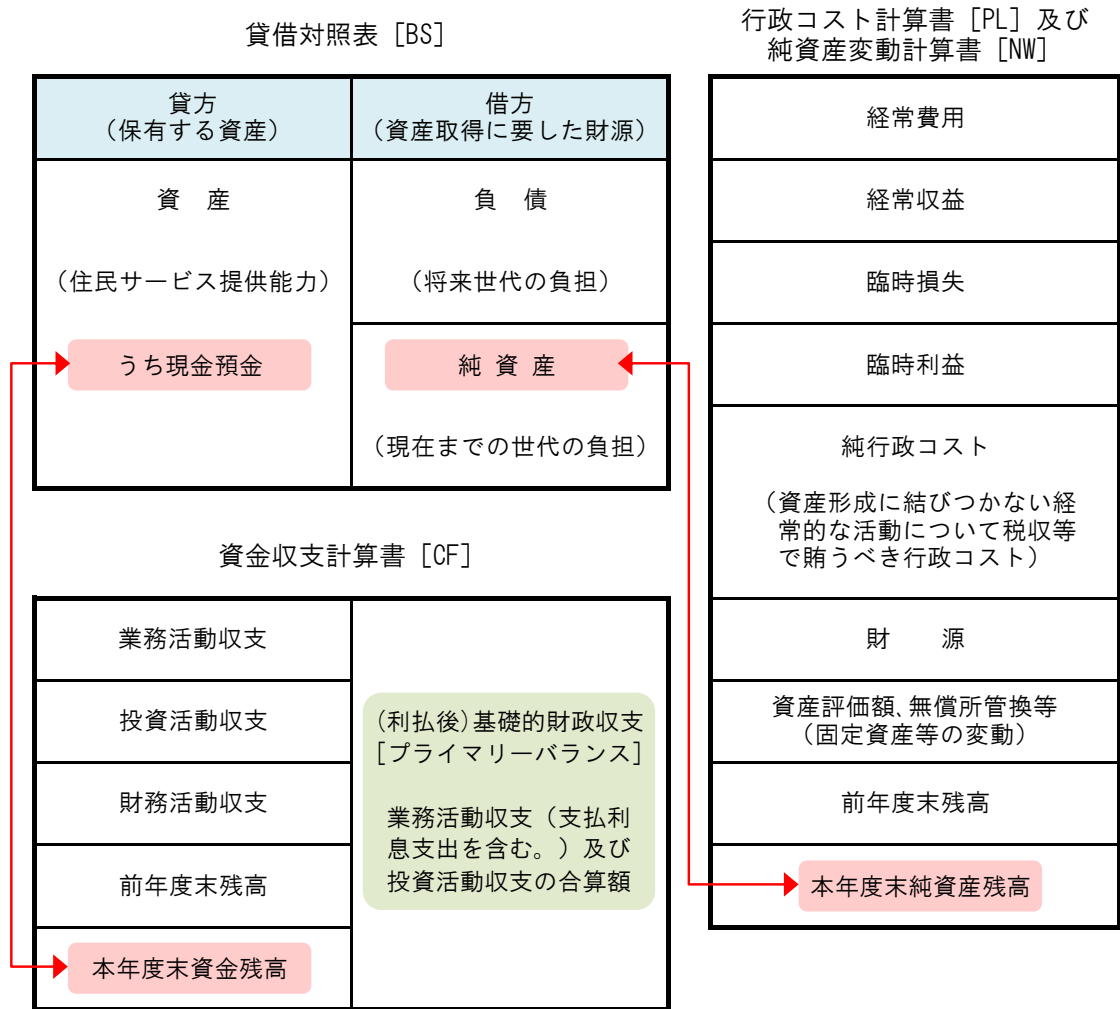 貸借対照表［BS］
貸方
（保有する資産）
借方
（資産取得に要した財源）
資　産
（住民サービス提供能力）
うち現金預金
負　債
（将来世代の負担）
純 資 産
（現在までの世代の負担）
資金収支計算書［CF］
業務活動収支
投資活動収支
財務活動収支
前年度末残高
本年度末資金残高
(利払後)基礎的財政収支
［プライマリーバランス］
業務活動収支（支払利
息支出を含む。）及び
投資活動収支の合算額
行政コスト計算書［PL］及び
純資産変動計算書［NW］
経常費用
経常収益
臨時損失
臨時利益
純行政コスト
（資産形成に結びつかない経
常的な活動について税収等
で賄うべき行政コスト）
財　　源
資産評価額、無償所管換等
（固定資産等の変動）
前年度末残高
本年度末純資産残高